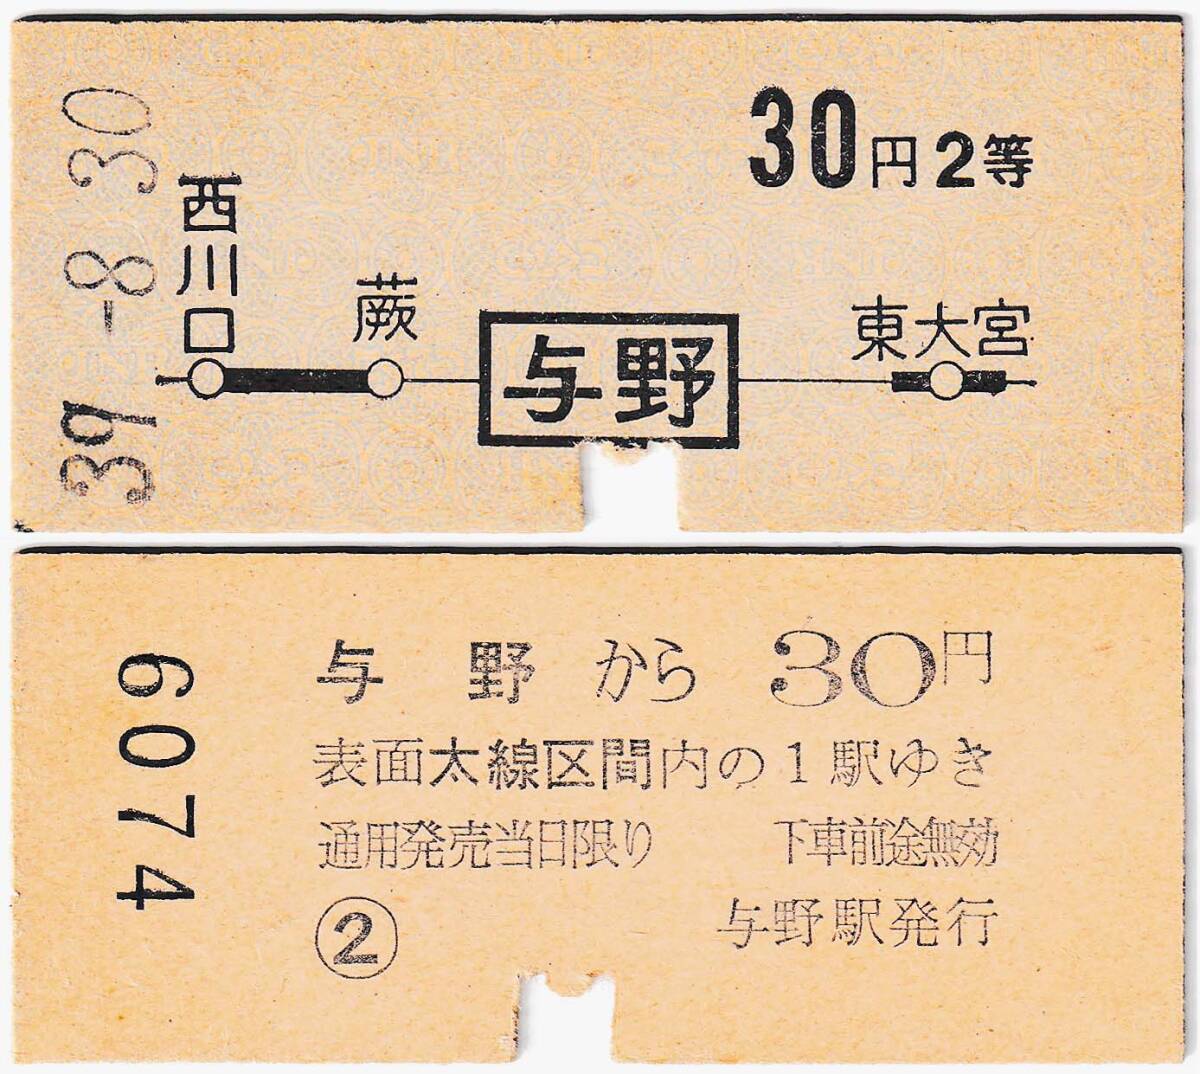 39-8-30
30円2等
西川口
蕨
与野
東大宮
6074
与野から30円
表面太線区間内の1駅ゆき
通用発売当日限り 下車前途無効
②
与野駅発行